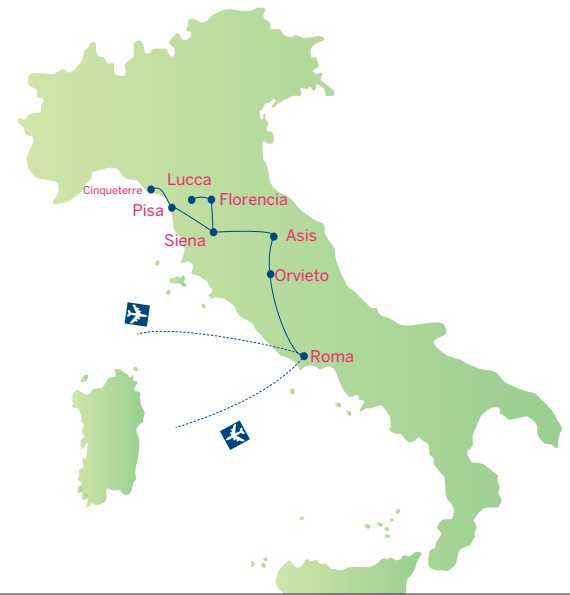 Lucca
Cinqueterre
Florencia
Pisa
Siena
Asis
Orvieto
Roma